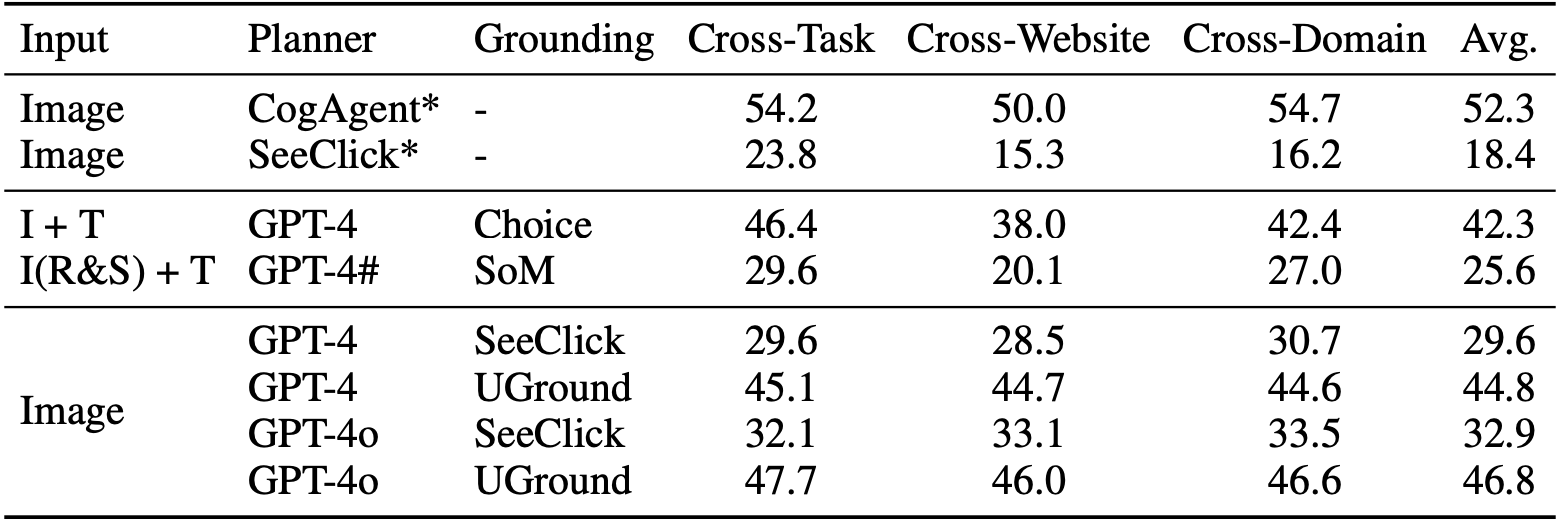 Input Planner Grounding Cross-Task Cross-Website Cross-Domain Avg.
Image CogAgent* - 54.2 50.0 54.7 52.3
Image SeeClick* - 23.8 15.3 16.2 18.4
I + T GPT-4 Choice 46.4 38.0 42.4 42.3
I(R&S) + T GPT-4# SoM 29.6 20.1 27.0 25.6
Image
GPT-4 SeeClick 29.6 28.5 30.7 29.6
GPT-4 UGround 45.1 44.7 44.6 44.8
GPT-4o SeeClick 32.1 33.1 33.5 32.9
GPT-4o UGround 47.7 46.0 46.6 46.8